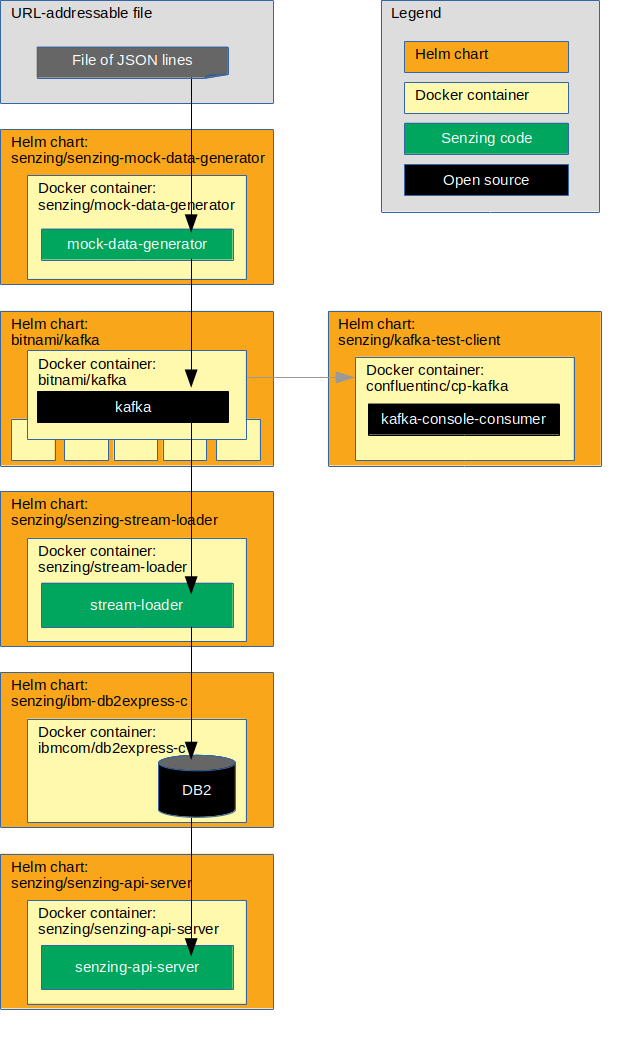 URL-addressable file
File of JSON lines
Legend
Helm chart
Docker container
Senzing code
Open source
Helm chart:
senzing/senzing-mock-data-generator
Docker container:
senzing/mock-data-generator
mock-data-generator
Helm chart:
bitnami/kafka
Docker container:
bitnami/kafka
kafka
Helm chart:
senzing/kafka-test-client
Docker container:
confluentinc/cp-kafka
kafka-console-consumer
Helm chart:
senzing/senzing-stream-loader
Docker container:
senzing/stream-loader
stream-loader
Helm chart:
senzing/ibm-db2express-c
Docker container:
ibmcom/db2express-c
DB2
Helm chart:
senzing/senzing-api-server
Docker container:
senzing/senzing-api-server
senzing-api-server